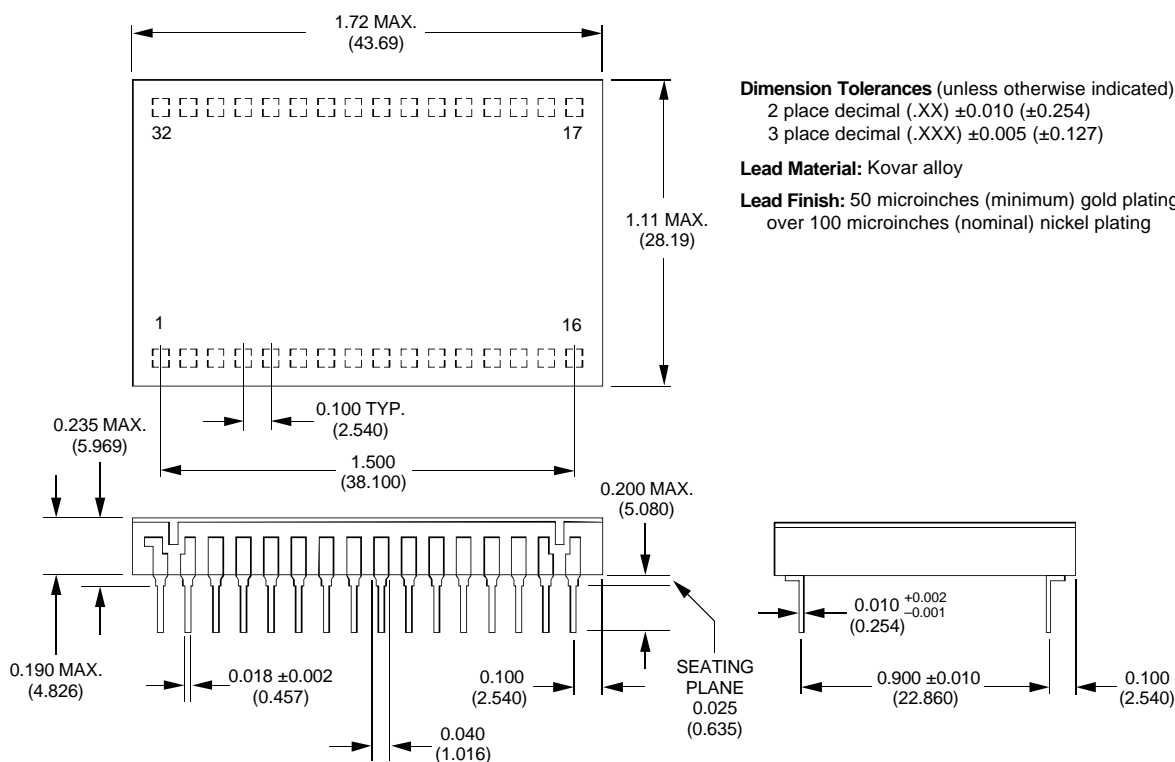 1.72 MAX.
(43.69)
Dimension Tolerances (unless otherwise indicated)
2 place decimal (.XX) ±0.010 (±0.254)
3 place decimal (.XXX) ±0.005 (±0.127)
Lead Material: Kovar alloy
Lead Finish: 50 microinches (minimum) gold plating
over 100 microinches (nominal) nickel plating
32
17
1.11 MAX.
(28.19)
1
16
0.100 TYP.
(2.540)
0.235 MAX.
(5.969)
1.500
(38.100)
0.200 MAX.
(5.080)
0.010 +0.002 –0.001
(0.254)
0.190 MAX.
(4.826)
0.018 ±0.002
(0.457)
0.100
(2.540)
SEATING
PLANE
0.025
(0.635)
0.900 ±0.010
(22.860)
0.100
(2.540)
0.040
(1.016)